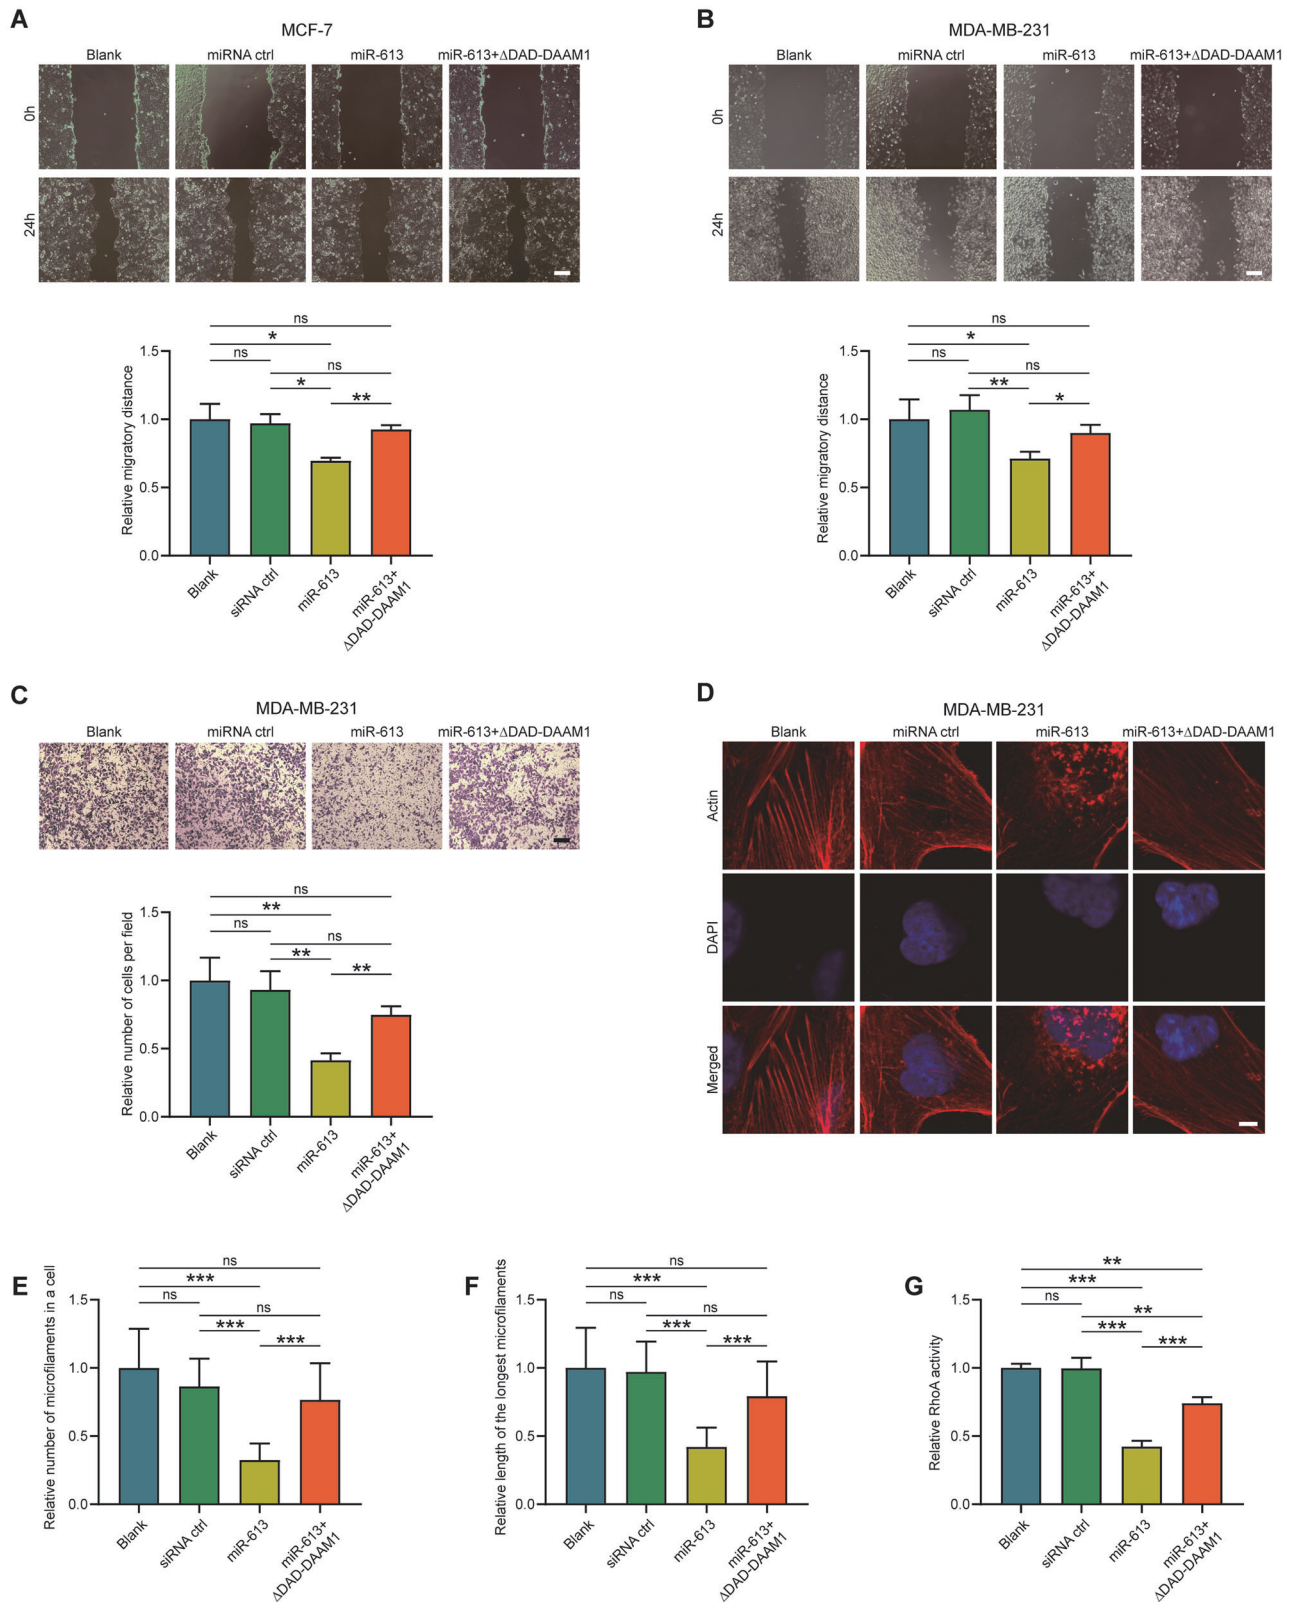 A
MCF-7
Blank miRNA ctrl miR-613 miR-613+ΔDAD-DAAM1
0h
24h
ns
*
ns ns
* **
Relative migratory distance
1.5
1.0
0.5
0.0
Blank
siRNA ctrl
miR-613
miR-613+
ΔDAD-DAAM1
B
MDA-MB-231
Blank miRNA ctrl miR-613 miR-613+ΔDAD-DAAM1
0h
24h
ns
*
ns ns
** *
Relative migratory distance
1.5
1.0
0.5
0.0
Blank
siRNA ctrl
miR-613
miR-613+
ΔDAD-DAAM1
C
MDA-MB-231
Blank miRNA ctrl miR-613 miR-613+ΔDAD-DAAM1
ns
**
ns ns
** **
Relative number of cells per field
1.5
1.0
0.5
0.0
Blank
siRNA ctrl
miR-613
miR-613+
ΔDAD-DAAM1
D
MDA-MB-231
Blank miRNA ctrl miR-613 miR-613+ΔDAD-DAAM1
Actin
DAPI
Merged
E
ns
***
ns ns
*** ***
Relative number of microfilaments in a cell
1.5
1.0
0.5
0.0
Blank
siRNA ctrl
miR-613
miR-613+
ΔDAD-DAAM1
F
ns
***
ns ns
*** ***
Relative length of the longest microfilaments
1.5
1.0
0.5
0.0
Blank
siRNA ctrl
miR-613
miR-613+
ΔDAD-DAAM1
G
**
***
ns **
*** ***
Relative RhoA activity
1.5
1.0
0.5
0.0
Blank
siRNA ctrl
miR-613
miR-613+
ΔDAD-DAAM1